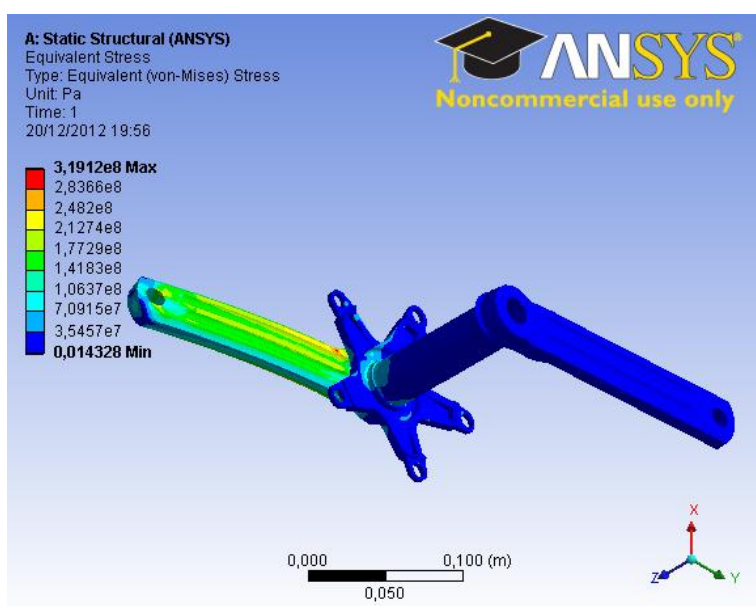 A: Static Structural (ANSYS)
Equivalent Stress
Type: Equivalent (von-Mises) Stress
Unit: Pa
Time: 1
20/12/2012 19:56
ANSYS®
Noncommercial use only
3,1912e8 Max
2,8366e8
2,482e8
2,1274e8
1,7729e8
1,4183e8
1,0637e8
7,0915e7
3,5457e7
0,014328 Min
0,000
0,100 (m)
0,050
X
Z
Y